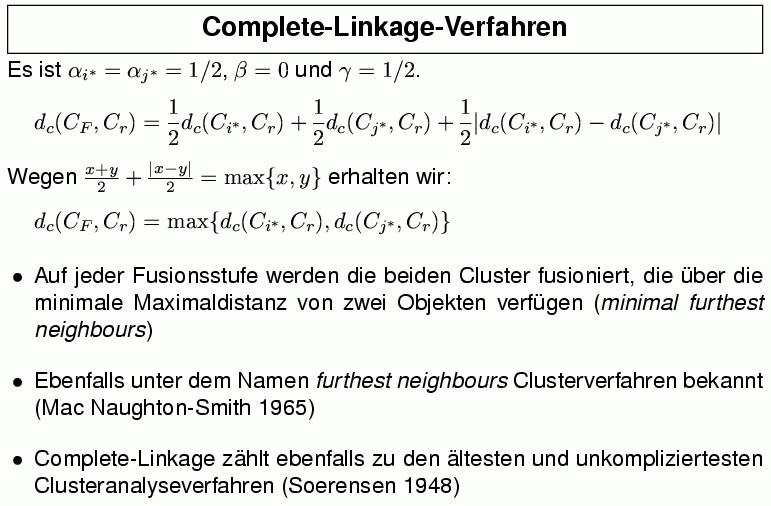 Complete-Linkage-Verfahren
Es ist $\alpha_{i^*} = \alpha_{j^*} = 1/2$, $\beta = 0$ und $\gamma = 1/2$.
$d_c(C_F, C_r) = \frac{1}{2}d_c(C_{i^*}, C_r) + \frac{1}{2}d_c(C_{j^*}, C_r) + \frac{1}{2}|d_c(C_{i^*}, C_r) - d_c(C_{j^*}, C_r)|$
Wegen $\frac{x+y}{2} + \frac{|x-y|}{2} = \max\{x, y\}$ erhalten wir:
$d_c(C_F, C_r) = \max\{d_c(C_{i^*}, C_r), d_c(C_{j^*}, C_r)\}$
• Auf jeder Fusionsstufe werden die beiden Cluster fusioniert, die über die
minimale Maximaldistanz von zwei Objekten verfügen (minimal furthest
neighbours)
• Ebenfalls unter dem Namen furthest neighbours Clusterverfahren bekannt
(Mac Naughton-Smith 1965)
• Complete-Linkage zählt ebenfalls zu den ältesten und unkompliziertesten
Clusteranalyseverfahren (Soerensen 1948)